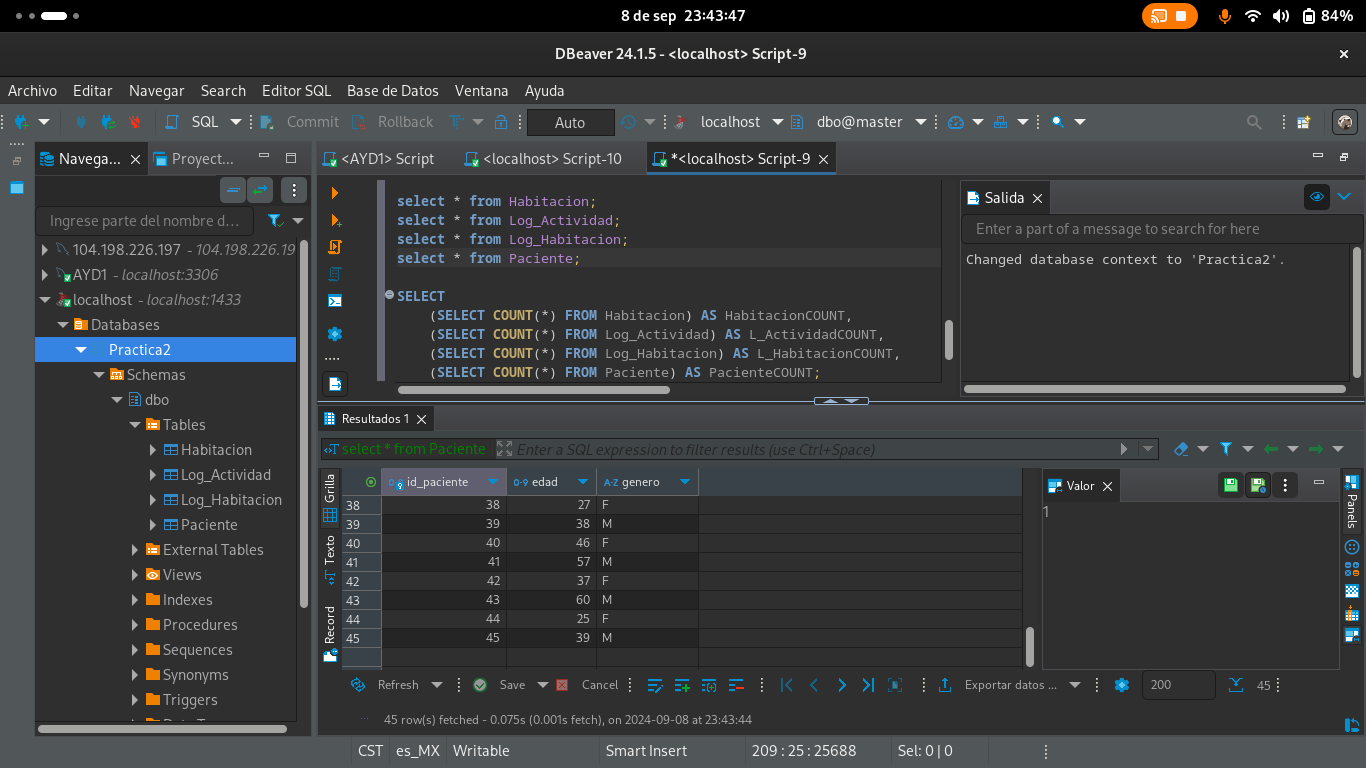 8 de sep 23:43:47
84%
DBeaver 24.1.5 - <localhost> Script-9
Archivo Editar Navegar Search Editor SQL Base de Datos Ventana Ayuda
SQL Commit Rollback Auto localhost dbo@master
Navega... Proyect...
<AYD1> Script <localhost> Script-10 *<localhost> Script-9
Ingrese parte del nombre d...
104.198.226.197 - 104.198.226.19
AYD1 - localhost:3306
localhost - localhost:1433
Databases
Practica2
Schemas
dbo
Tables
Habitacion
Log_Actividad
Log_Habitacion
Paciente
External Tables
Views
Indexes
Procedures
Sequences
Synonyms
Triggers
select * from Habitacion;
select * from Log_Actividad;
select * from Log_Habitacion;
select * from Paciente;
SELECT
(SELECT COUNT(*) FROM Habitacion) AS HabitacionCOUNT,
(SELECT COUNT(*) FROM Log_Actividad) AS L_ActividadCOUNT,
(SELECT COUNT(*) FROM Log_Habitacion) AS L_HabitacionCOUNT,
(SELECT COUNT(*) FROM Paciente) AS PacienteCOUNT;
Salida
Enter a part of a message to search for here
Changed database context to 'Practica2'.
Resultados 1
select * from Paciente Enter a SQL expression to filter results (use Ctrl+Space)
Grilla
Texto
Record
id_paciente edad genero
38 38 27 F
39 39 38 M
40 40 46 F
41 41 57 M
42 42 37 F
43 43 60 M
44 44 25 F
45 45 39 M
Valor
1
Panels
Refresh Save Cancel Exportar datos ... 200 45
45 row(s) fetched - 0.075s (0.001s fetch), on 2024-09-08 at 23:43:44
CST es_MX Writable Smart Insert 209 : 25 : 25688 Sel: 0 | 0